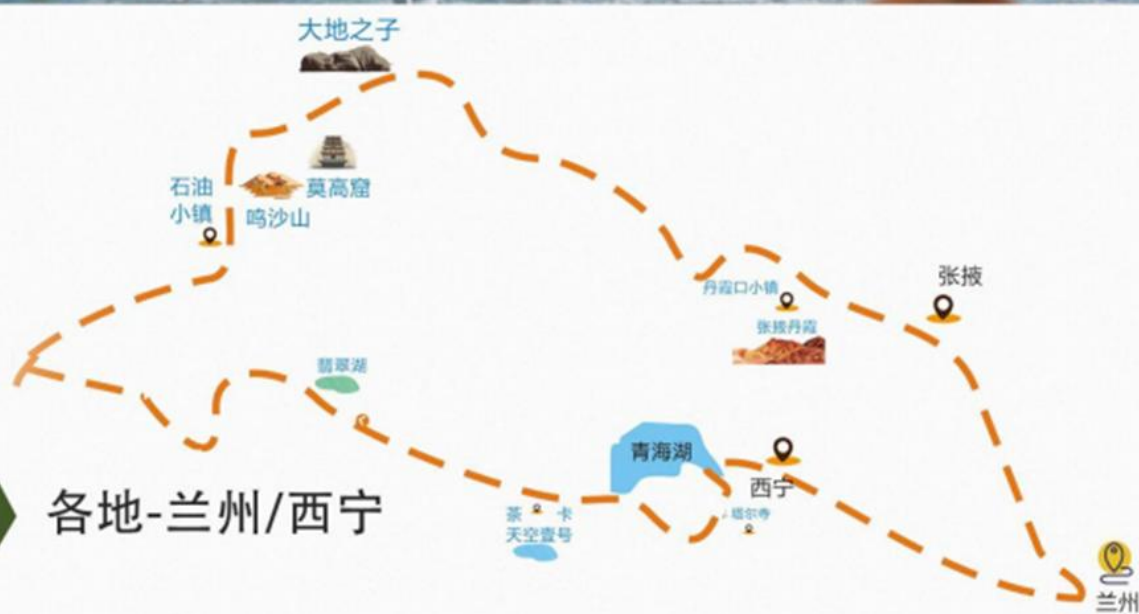 大地之子
石油
小镇
莫高窟
鸣沙山
张掖
丹霞口小镇
张掖丹霞
翡翠湖
青海湖
西宁
塔尔寺
茶 卡
天空壹号
各地-兰州/西宁
兰州